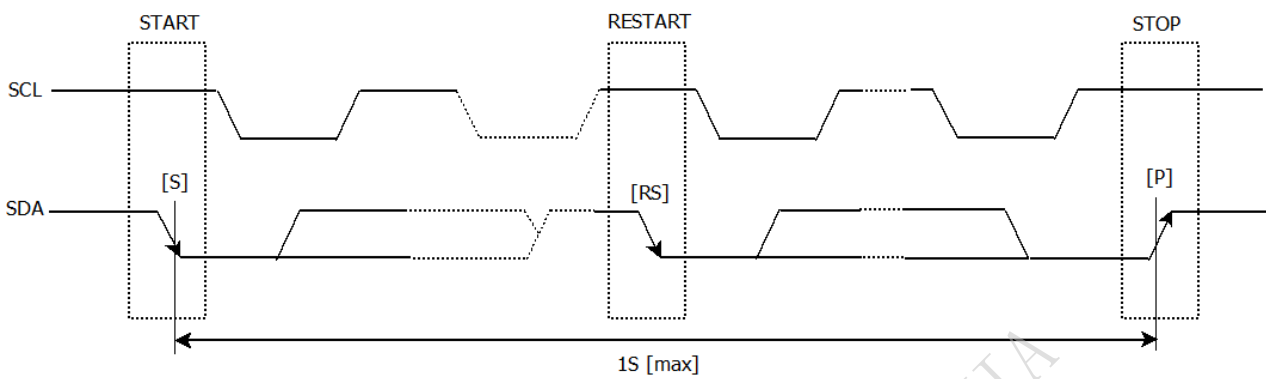 START RESTART STOP
SCL
[S] [RS] [P]
SDA
1S [max]